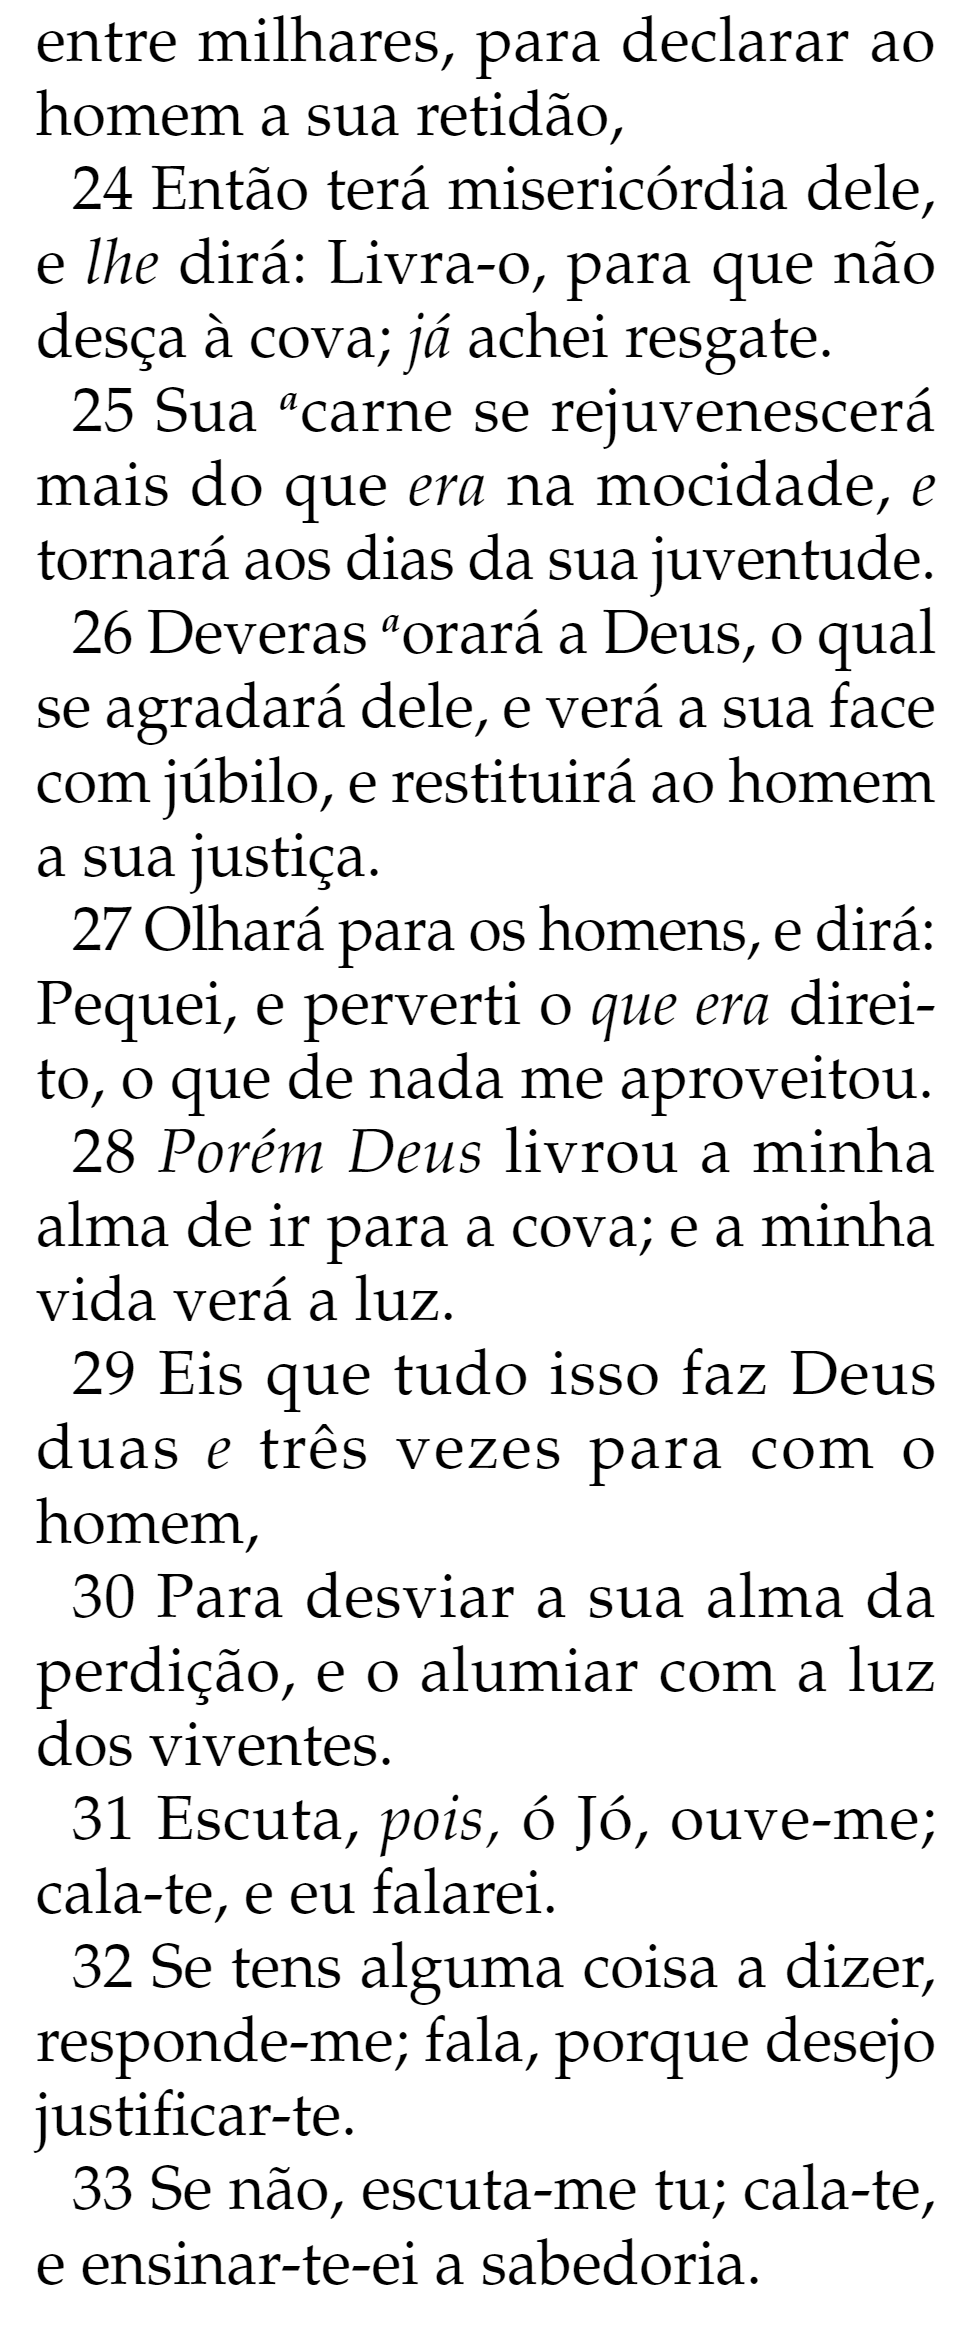 entre milhares, para declarar ao
homem a sua retidão,
24 Então terá misericórdia dele,
e lhe dirá: Livra-o, para que não
desça à cova; já achei resgate.
25 Sua ᵃcarne se rejuvenescerá
mais do que era na mocidade, e
tornará aos dias da sua juventude.
26 Deveras ᵃorará a Deus, o qual
se agradará dele, e verá a sua face
com júbilo, e restituirá ao homem
a sua justiça.
27 Olhará para os homens, e dirá:
Pequei, e perverti o que era direi-
to, o que de nada me aproveitou.
28 Porém Deus livrou a minha
alma de ir para a cova; e a minha
vida verá a luz.
29 Eis que tudo isso faz Deus
duas e três vezes para com o
homem,
30 Para desviar a sua alma da
perdição, e o alumiar com a luz
dos viventes.
31 Escuta, pois, ó Jó, ouve-me;
cala-te, e eu falarei.
32 Se tens alguma coisa a dizer,
responde-me; fala, porque desejo
justificar-te.
33 Se não, escuta-me tu; cala-te,
e ensinar-te-ei a sabedoria.